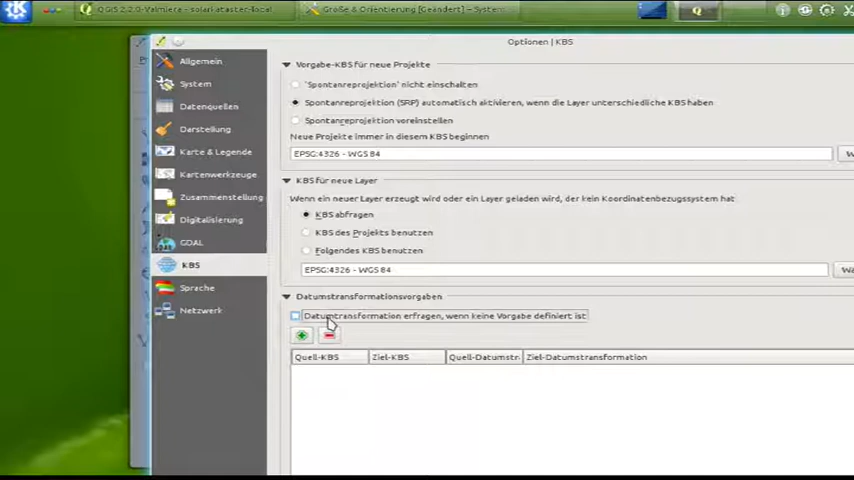 QGIS 2.2.0-Valmiera - solarkataster-local
Größe & Orientierung [Geändert] - System
Optionen | KBS
Allgemein
System
Datenquellen
Darstellung
Karte & Legende
Kartenwerkzeuge
Zusammenstellung
Digitalisierung
GDAL
KBS
Sprache
Netzwerk
Vorgabe-KBS für neue Projekte
'Spontanreprojektion' nicht einschalten
Spontanreprojektion (SRP) automatisch aktivieren, wenn die Layer unterschiedliche KBS haben
Spontanreprojektion voreinstellen
Neue Projekte immer in diesem KBS beginnen
EPSG:4326 - WGS 84
KBS für neue Layer
Wenn ein neuer Layer erzeugt wird oder ein Layer geladen wird, der kein Koordinatenbezugssystem hat
KBS abfragen
KBS des Projekts benutzen
Folgendes KBS benutzen
EPSG:4326 - WGS 84
Datumstransformationsvorgaben
Datumtransformation erfragen, wenn keine Vorgabe definiert ist
Quell-KBS Ziel-KBS Quell-Datumstr. Ziel-Datumstransformation